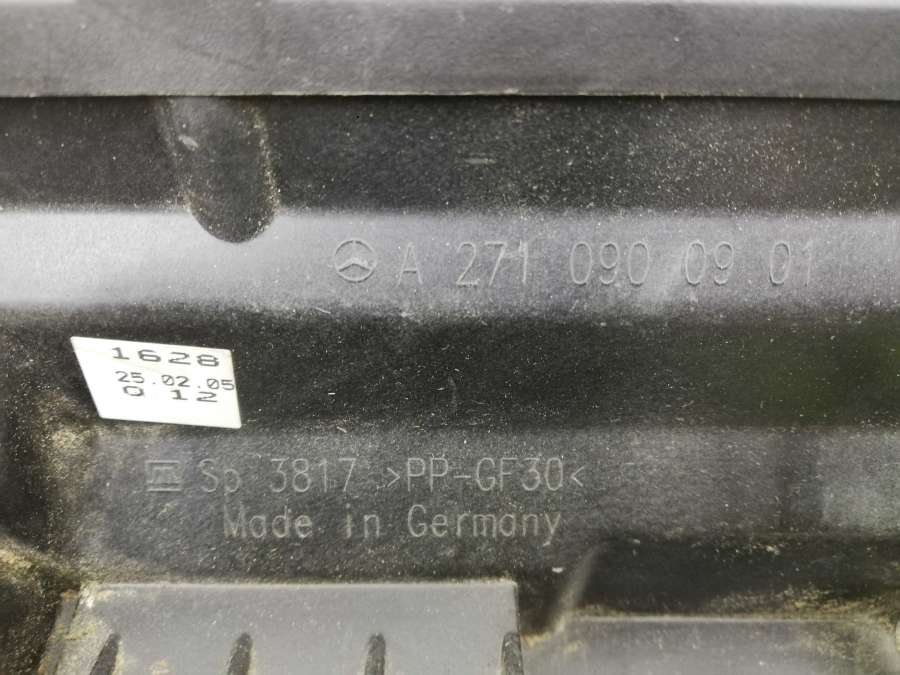 A 271 090 09 01
1628
25.02.05
0 12
Sp 3817 >PP-GF30<
Made in Germany